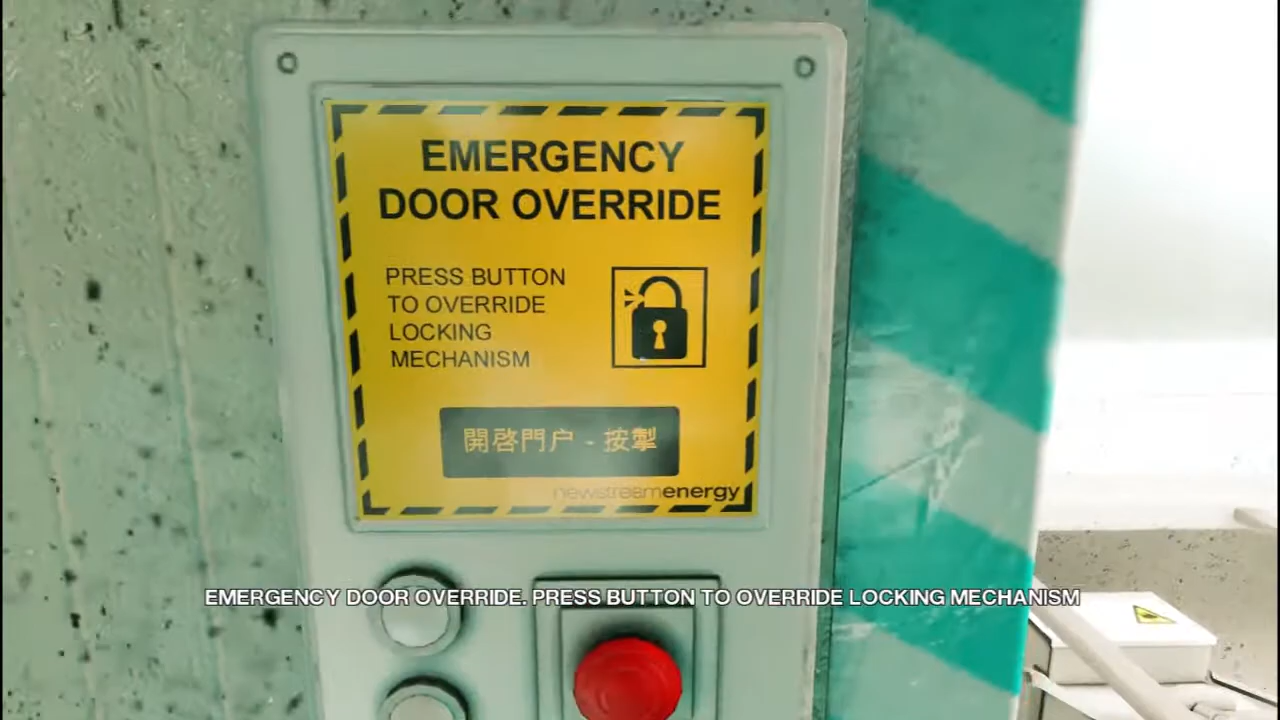 EMERGENCY
DOOR OVERRIDE
PRESS BUTTON
TO OVERRIDE
LOCKING
MECHANISM
開啓門户 - 按掣
newstreamenergy
EMERGENCY DOOR OVERRIDE. PRESS BUTTON TO OVERRIDE LOCKING MECHANISM